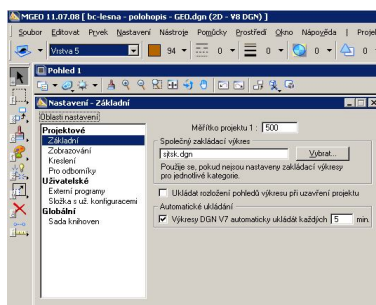 MGEO 11.07.08 [ bc-lesna - polohopis - GEO.dgn (2D - V8 DGN) ]
Soubor Editovat Prvek Nastavení Nástroje Pomůcky Prostředí Okno Nápověda Projek
Vrstva 5 94 0 0 0 0
Pohled 1
Nastavení - Základní
Oblasti nastavení
Projektové
Základní
Zobrazování
Kreslení
Pro odborníky
Uživatelské
Externí programy
Složka s už. konfiguracemi
Globální
Sada knihoven
Měřítko projektu 1 : 500
Společný zakládací výkres
sjtsk.dgn Vybrat...
Použije se, pokud nejsou nastaveny zakládací výkresy
pro jednotlivé kategorie.
Ukládat rozložení pohledů výkresu při uzavření projektu
Automatické ukládání
Výkresy DGN V7 automaticky ukládat každých 5 min.